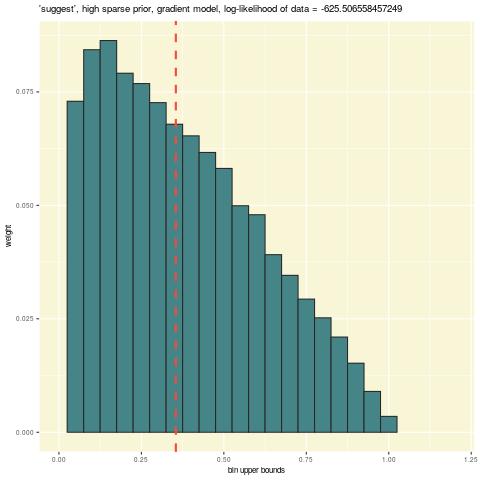 'suggest', high sparse prior, gradient model, log-likelihood of data = -625.506558457249
0.075
0.050
0.025
0.000
weight
0.00 0.25 0.50 0.75 1.00 1.25
bin upper bounds